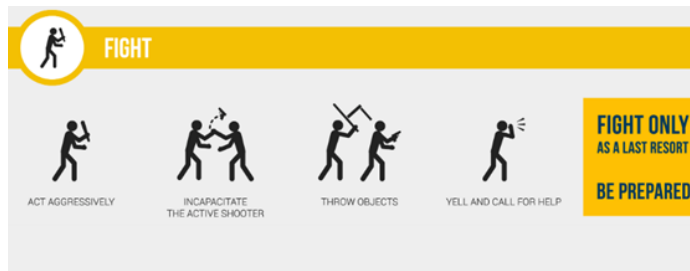 FIGHT
ACT AGGRESSIVELY
INCAPACITATE
THE ACTIVE SHOOTER
THROW OBJECTS
YELL AND CALL FOR HELP
FIGHT ONLY
AS A LAST RESORT
BE PREPARED